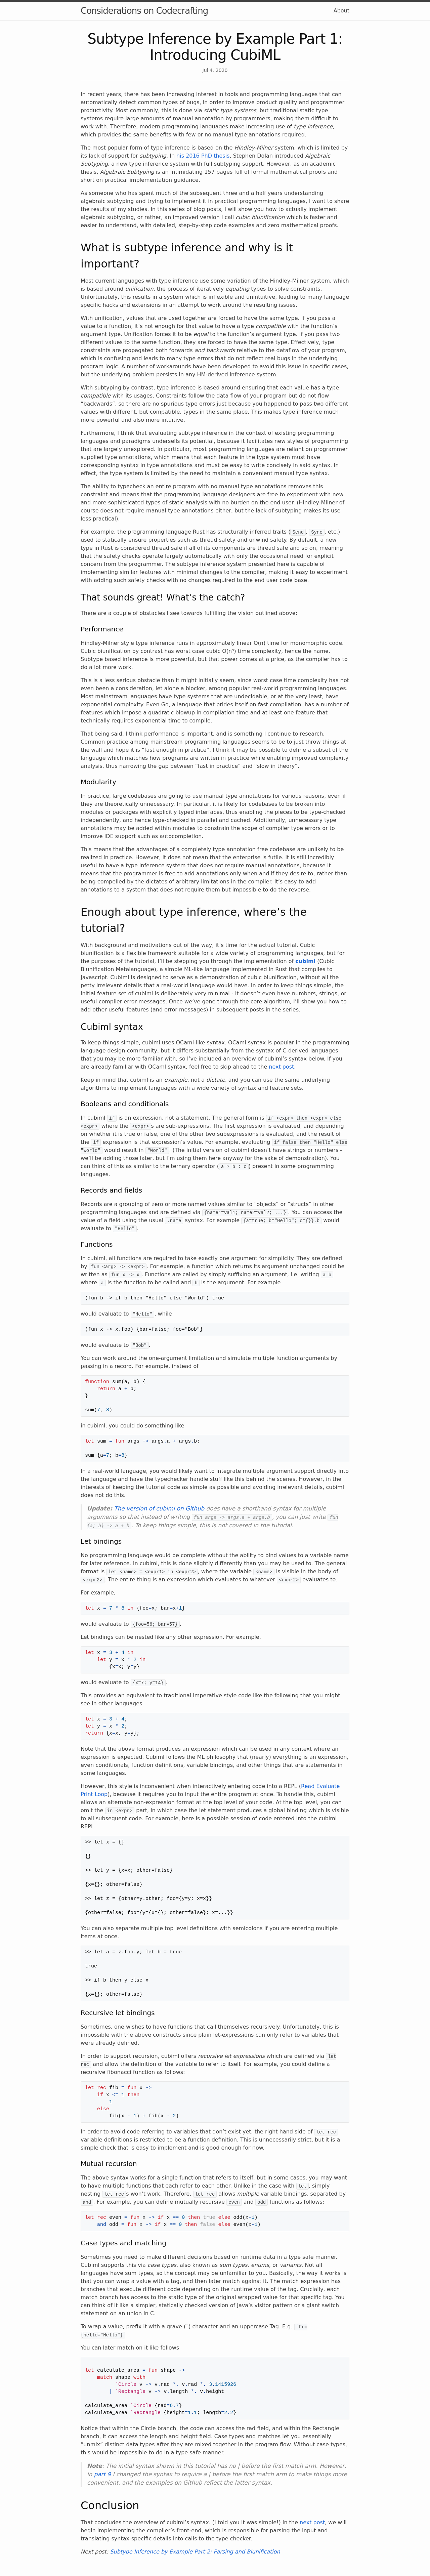 Considerations on Codecrafting
About
Subtype Inference by Example Part 1:
Introducing CubiML
Jul 4, 2020
In recent years, there has been increasing interest in tools and programming languages that can
automatically detect common types of bugs, in order to improve product quality and programmer
productivity. Most commonly, this is done via static type systems, but traditional static type
systems require large amounts of manual annotation by programmers, making them difficult to
work with. Therefore, modern programming languages make increasing use of type inference,
which provides the same benefits with few or no manual type annotations required.
The most popular form of type inference is based on the Hindley-Milner system, which is limited by
its lack of support for subtyping. In his 2016 PhD thesis, Stephen Dolan introduced Algebraic
Subtyping, a new type inference system with full subtyping support. However, as an academic
thesis, Algebraic Subtyping is an intimidating 157 pages full of formal mathematical proofs and
short on practical implementation guidance.
As someone who has spent much of the subsequent three and a half years understanding
algebraic subtyping and trying to implement it in practical programming languages, I want to share
the results of my studies. In this series of blog posts, I will show you how to actually implement
algebraic subtyping, or rather, an improved version I call cubic biunification which is faster and
easier to understand, with detailed, step-by-step code examples and zero mathematical proofs.
What is subtype inference and why is it
important?
Most current languages with type inference use some variation of the Hindley-Milner system, which
is based around unification, the process of iteratively equating types to solve constraints.
Unfortunately, this results in a system which is inflexible and unintuitive, leading to many language
specific hacks and extensions in an attempt to work around the resulting issues.
With unification, values that are used together are forced to have the same type. If you pass a
value to a function, it's not enough for that value to have a type compatible with the function's
argument type. Unification forces it to be equal to the function's argument type. If you pass two
different values to the same function, they are forced to have the same type. Effectively, type
constraints are propagated both forwards and backwards relative to the dataflow of your program,
which is confusing and leads to many type errors that do not reflect real bugs in the underlying
program logic. A number of workarounds have been developed to avoid this issue in specific cases,
but the underlying problem persists in any HM-derived inference system.
With subtyping by contrast, type inference is based around ensuring that each value has a type
compatible with its usages. Constraints follow the data flow of your program but do not flow
"backwards", so there are no spurious type errors just because you happened to pass two different
values with different, but compatible, types in the same place. This makes type inference much
more powerful and also more intuitive.
Furthermore, I think that evaluating subtype inference in the context of existing programming
languages and paradigms undersells its potential, because it facilitates new styles of programming
that are largely unexplored. In particular, most programming languages are reliant on programmer
supplied type annotations, which means that each feature in the type system must have
corresponding syntax in type annotations and must be easy to write concisely in said syntax. In
effect, the type system is limited by the need to maintain a convenient manual type syntax.
The ability to typecheck an entire program with no manual type annotations removes this
constraint and means that the programming language designers are free to experiment with new
and more sophisticated types of static analysis with no burden on the end user. (Hindley-Milner of
course does not require manual type annotations either, but the lack of subtyping makes its use
less practical).
For example, the programming language Rust has structurally inferred traits ( Send , Sync , etc.)
used to statically ensure properties such as thread safety and unwind safety. By default, a new
type in Rust is considered thread safe if all of its components are thread safe and so on, meaning
that the safety checks operate largely automatically with only the occasional need for explicit
concern from the programmer. The subtype inference system presented here is capable of
implementing similar features with minimal changes to the compiler, making it easy to experiment
with adding such safety checks with no changes required to the end user code base.
That sounds great! What's the catch?
There are a couple of obstacles I see towards fulfilling the vision outlined above:
Performance
Hindley-Milner style type inference runs in approximately linear O(n) time for monomorphic code.
Cubic biunification by contrast has worst case cubic O(n³) time complexity, hence the name.
Subtype based inference is more powerful, but that power comes at a price, as the compiler has to
do a lot more work.
This is a less serious obstacle than it might initially seem, since worst case time complexity has not
even been a consideration, let alone a blocker, among popular real-world programming languages.
Most mainstream languages have type systems that are undecidable, or at the very least, have
exponential complexity. Even Go, a language that prides itself on fast compilation, has a number of
features which impose a quadratic blowup in compilation time and at least one feature that
technically requires exponential time to compile.
That being said, I think performance is important, and is something I continue to research.
Common practice among mainstream programming languages seems to be to just throw things at
the wall and hope it is "fast enough in practice". I think it may be possible to define a subset of the
language which matches how programs are written in practice while enabling improved complexity
analysis, thus narrowing the gap between "fast in practice" and "slow in theory".
Modularity
In practice, large codebases are going to use manual type annotations for various reasons, even if
they are theoretically unnecessary. In particular, it is likely for codebases to be broken into
modules or packages with explicitly typed interfaces, thus enabling the pieces to be type-checked
independently, and hence type-checked in parallel and cached. Additionally, unnecessary type
annotations may be added within modules to constrain the scope of compiler type errors or to
improve IDE support such as autocompletion.
This means that the advantages of a completely type annotation free codebase are unlikely to be
realized in practice. However, it does not mean that the enterprise is futile. It is still incredibly
useful to have a type inference system that does not require manual annotations, because it
means that the programmer is free to add annotations only when and if they desire to, rather than
being compelled by the dictates of arbitrary limitations in the compiler. It's easy to add
annotations to a system that does not require them but impossible to do the reverse.
Enough about type inference, where's the
tutorial?
With background and motivations out of the way, it's time for the actual tutorial. Cubic
biunification is a flexible framework suitable for a wide variety of programming languages, but for
the purposes of the tutorial, I'll be stepping you through the implementation of cubiml (Cubic
Biunification Metalanguage), a simple ML-like language implemented in Rust that compiles to
Javascript. CubiML is designed to serve as a demonstration of cubic biunification, without all the
petty irrelevant details that a real-world language would have. In order to keep things simple, the
initial feature set of cubiml is deliberately very minimal - it doesn't even have numbers, strings, or
useful compiler error messages. Once we've gone through the core algorithm, I'll show you how to
add other useful features (and error messages) in subsequent posts in the series.
Cubiml syntax
To keep things simple, cubiml uses OCaml-like syntax. OCaml syntax is popular in the programming
language design community, but it differs substantially from the syntax of C-derived languages
that you may be more familiar with, so I've included an overview of cubiml's syntax below. If you
are already familiar with OCaml syntax, feel free to skip ahead to the next post.
Keep in mind that cubiml is an example, not a dictate, and you can use the same underlying
algorithms to implement languages with a wide variety of syntax and feature sets.
Booleans and conditionals
In cubiml if is an expression, not a statement. The general form is if <expr> then <expr> else
<expr> where the <expr> s are sub-expressions. The first expression is evaluated, and depending
on whether it is true or false, one of the other two subexpressions is evaluated, and the result of
the if expression is that expression's value. For example, evaluating if false then "Hello" else
"World" would result in "World" . (The initial version of cubiml doesn't have strings or numbers -
we'll be adding those later, but I'm using them here anyway for the sake of demonstration). You
can think of this as similar to the ternary operator ( a ? b : c ) present in some programming
languages.
Records and fields
Records are a grouping of zero or more named values similar to "objects" or "structs" in other
programming languages and are defined via {name1=val1; name2=val2; ...} . You can access the
value of a field using the usual .name syntax. For example {a=true; b="Hello"; c={}}.b would
evaluate to "Hello" .
Functions
In cubiml, all functions are required to take exactly one argument for simplicity. They are defined
by fun <arg> -> <expr> . For example, a function which returns its argument unchanged could be
written as fun x -> x . Functions are called by simply suffixing an argument, i.e. writing a b
where a is the function to be called and b is the argument. For example
(fun b -> if b then "Hello" else "World") true
would evaluate to "Hello" , while
(fun x -> x.foo) {bar=false; foo="Bob"}
would evaluate to "Bob" .
You can work around the one-argument limitation and simulate multiple function arguments by
passing in a record. For example, instead of
function sum(a, b) {
return a + b;
}
sum(7, 8)
in cubiml, you could do something like
let sum = fun args -> args.a + args.b;
sum {a=7; b=8}
In a real-world language, you would likely want to integrate multiple argument support directly into
the language and have the typechecker handle stuff like this behind the scenes. However, in the
interests of keeping the tutorial code as simple as possible and avoiding irrelevant details, cubiml
does not do this.
Update: The version of cubiml on Github does have a shorthand syntax for multiple
arguments so that instead of writing fun args -> args.a + args.b , you can just write fun
{a; b} -> a + b . To keep things simple, this is not covered in the tutorial.
Let bindings
No programming language would be complete without the ability to bind values to a variable name
for later reference. In cubiml, this is done slightly differently than you may be used to. The general
format is let <name> = <expr1> in <expr2> , where the variable <name> is visible in the body of
<expr2> . The entire thing is an expression which evaluates to whatever <expr2> evaluates to.
For example,
let x = 7 * 8 in {foo=x; bar=x+1}
would evaluate to {foo=56; bar=57} .
Let bindings can be nested like any other expression. For example,
let x = 3 + 4 in
let y = x * 2 in
{x=x; y=y}
would evaluate to {x=7; y=14} .
This provides an equivalent to traditional imperative style code like the following that you might
see in other languages
let x = 3 + 4;
let y = x * 2;
return {x=x, y=y};
Note that the above format produces an expression which can be used in any context where an
expression is expected. Cubiml follows the ML philosophy that (nearly) everything is an expression,
even conditionals, function definitions, variable bindings, and other things that are statements in
some languages.
However, this style is inconvenient when interactively entering code into a REPL (Read Evaluate
Print Loop), because it requires you to input the entire program at once. To handle this, cubiml
allows an alternate non-expression format at the top level of your code. At the top level, you can
omit the in <expr> part, in which case the let statement produces a global binding which is visible
to all subsequent code. For example, here is a possible session of code entered into the cubiml
REPL.
>> let x = {}
{}
>> let y = {x=x; other=false}
{x={}; other=false}
>> let z = {other=y.other; foo={y=y; x=x}}
{other=false; foo={y={x={}; other=false}; x=...}}
You can also separate multiple top level definitions with semicolons if you are entering multiple
items at once.
>> let a = z.foo.y; let b = true
true
>> if b then y else x
{x={}; other=false}
Recursive let bindings
Sometimes, one wishes to have functions that call themselves recursively. Unfortunately, this is
impossible with the above constructs since plain let-expressions can only refer to variables that
were already defined.
In order to support recursion, cubiml offers recursive let expressions which are defined via let
rec and allow the definition of the variable to refer to itself. For example, you could define a
recursive fibonacci function as follows:
let rec fib = fun x ->
if x <= 1 then
1
else
fib(x - 1) + fib(x - 2)
In order to avoid code referring to variables that don't exist yet, the right hand side of let rec
variable definitions is restricted to be a function definition. This is unnecessarily strict, but it is a
simple check that is easy to implement and is good enough for now.
Mutual recursion
The above syntax works for a single function that refers to itself, but in some cases, you may want
to have multiple functions that each refer to each other. Unlike in the case with let , simply
nesting let rec s won't work. Therefore, let rec allows multiple variable bindings, separated by
and . For example, you can define mutually recursive even and odd functions as follows:
let rec even = fun x -> if x == 0 then true else odd(x-1)
and odd = fun x -> if x == 0 then false else even(x-1)
Case types and matching
Sometimes you need to make different decisions based on runtime data in a type safe manner.
Cubiml supports this via case types, also known as sum types, enums, or variants. Not all
languages have sum types, so the concept may be unfamiliar to you. Basically, the way it works is
that you can wrap a value with a tag, and then later match against it. The match expression has
branches that execute different code depending on the runtime value of the tag. Crucially, each
match branch has access to the static type of the original wrapped value for that specific tag. You
can think of it like a simpler, statically checked version of Java's visitor pattern or a giant switch
statement on an union in C.
To wrap a value, prefix it with a grave (`) character and an uppercase Tag. E.g. `Foo
{hello="Hello"}
You can later match on it like follows
let calculate_area = fun shape ->
match shape with
`Circle v -> v.rad *. v.rad *. 3.1415926
| `Rectangle v -> v.length *. v.height
calculate_area `Circle {rad=6.7}
calculate_area `Rectangle {height=1.1; length=2.2}
Notice that within the Circle branch, the code can access the rad field, and within the Rectangle
branch, it can access the length and height field. Case types and matches let you essentially
"unmix" distinct data types after they are mixed together in the program flow. Without case types,
this would be impossible to do in a type safe manner.
Note: The initial syntax shown in this tutorial has no | before the first match arm. However,
in part 9 I changed the syntax to require a | before the first match arm to make things more
convenient, and the examples on Github reflect the latter syntax.
Conclusion
That concludes the overview of cubiml's syntax. (I told you it was simple!) In the next post, we will
begin implementing the compiler's front-end, which is responsible for parsing the input and
translating syntax-specific details into calls to the type checker.
Next post: Subtype Inference by Example Part 2: Parsing and Biunification